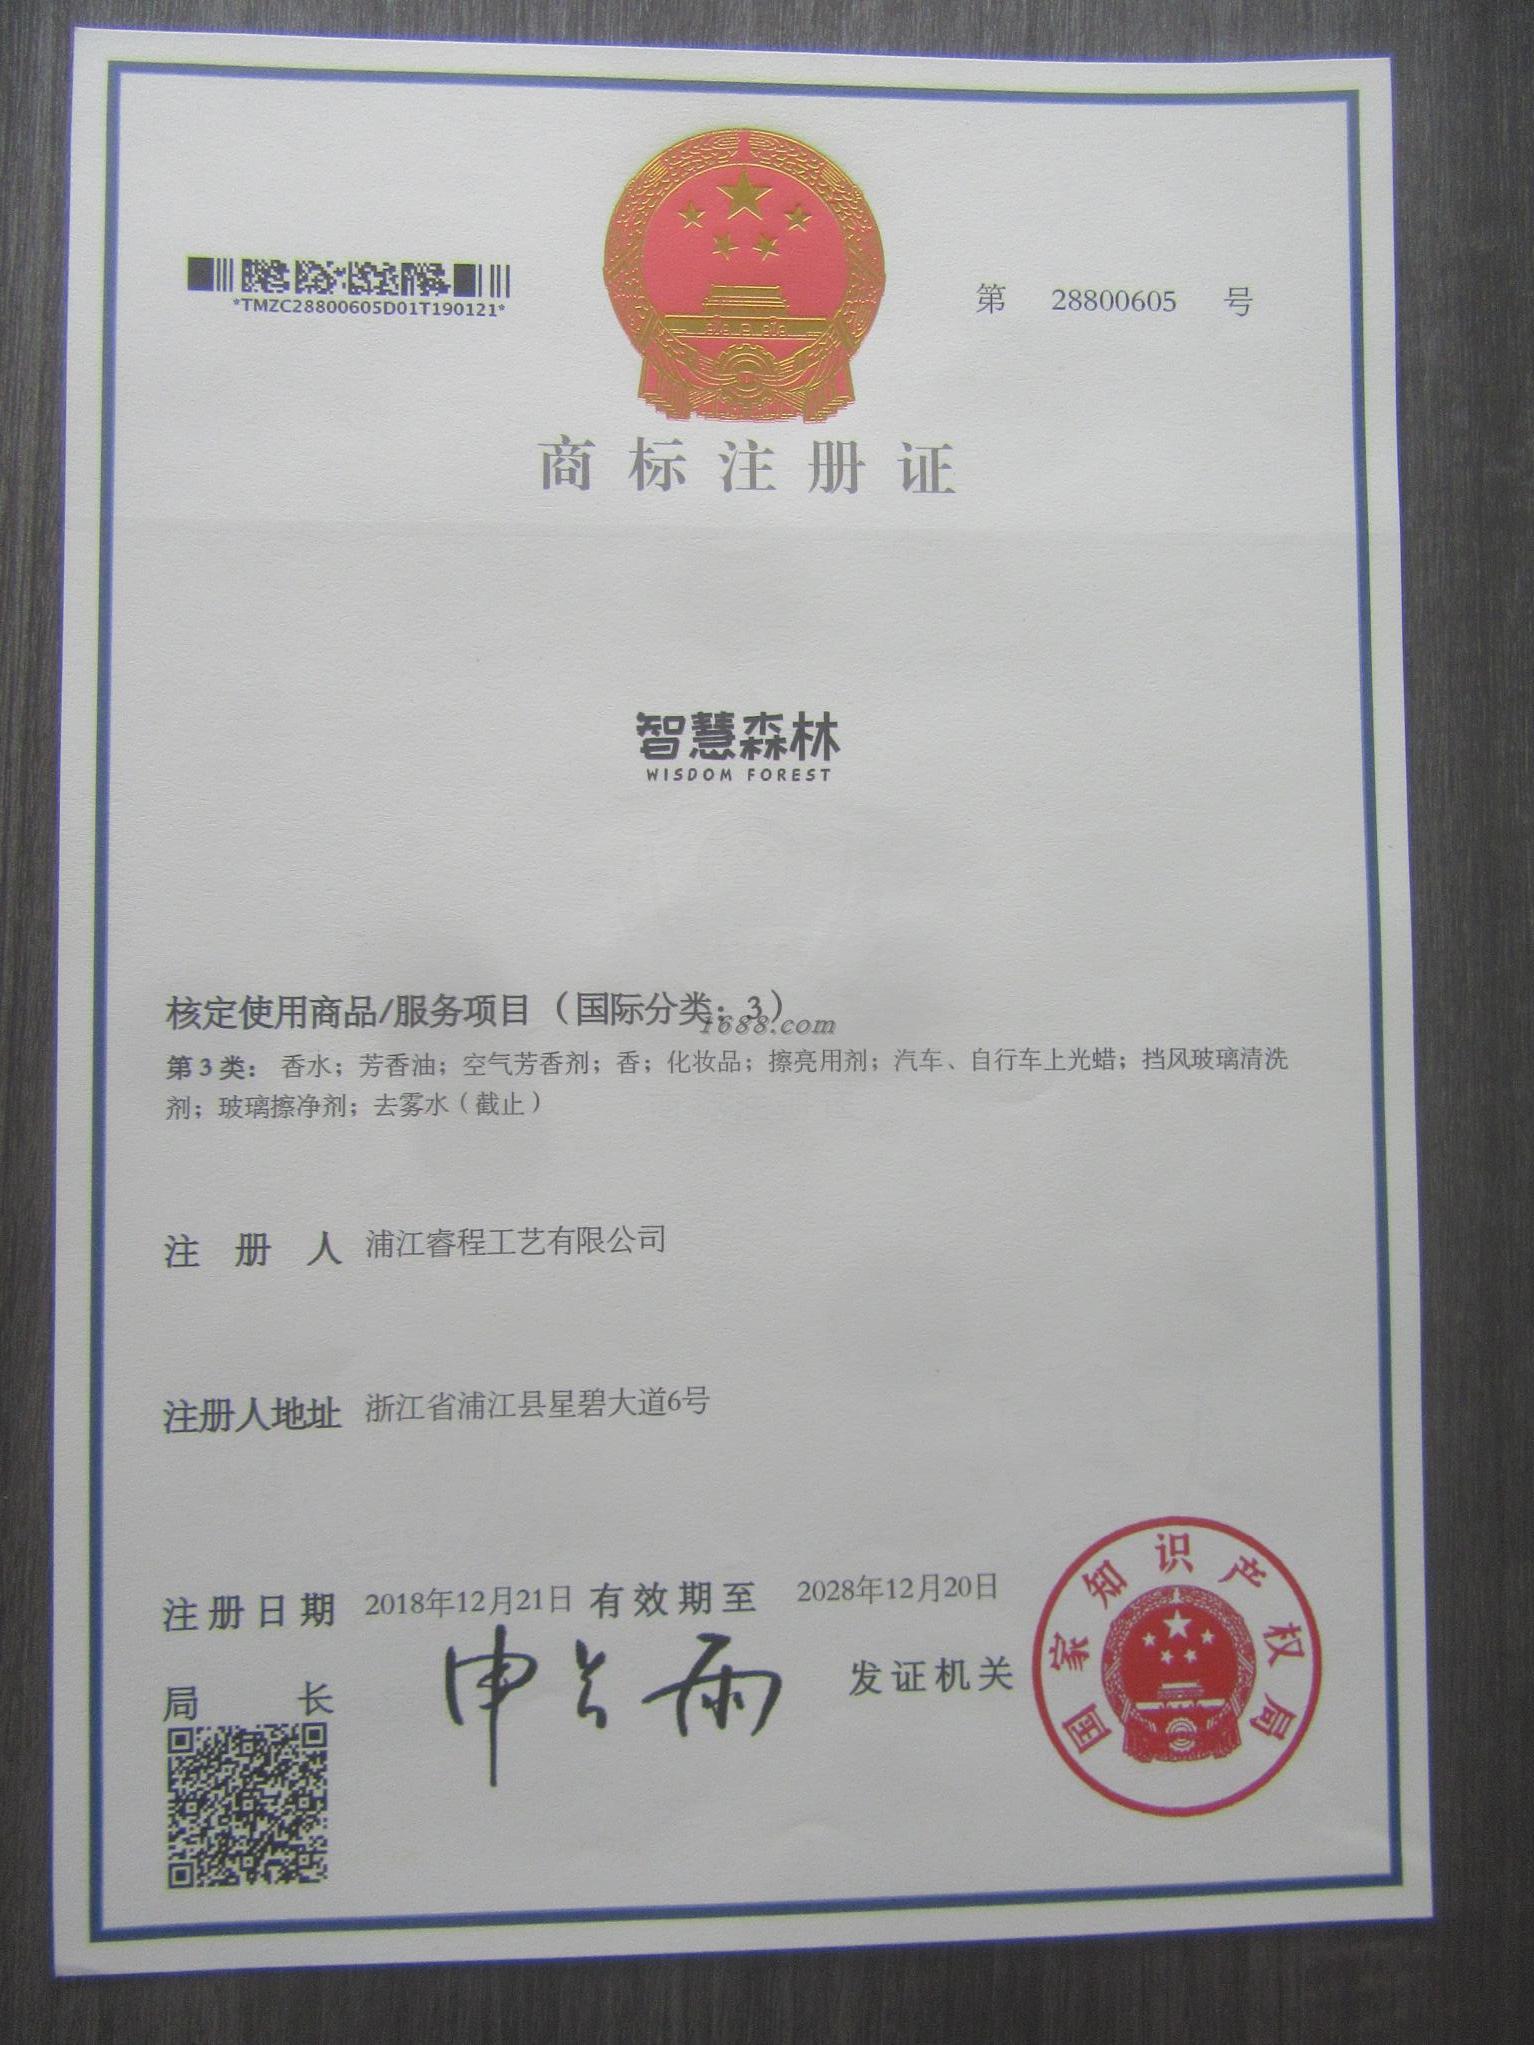 *TMZC28800605D01T190121*
第 28800605 号
商标注册证
智慧森林
WISDOM FOREST
核定使用商品/服务项目（国际分类：3）
1688.com
第3类：香水；芳香油；空气芳香剂；香；化妆品；擦亮用剂；汽车、自行车上光蜡；挡风玻璃清洗
剂；玻璃擦净剂；去雾水（截止）
注册人 浦江睿程工艺有限公司
注册人地址 浙江省浦江县星碧大道6号
注册日期 2018年12月21日 有效期至 2028年12月20日
局长 申长雨 发证机关
国家知识产权局